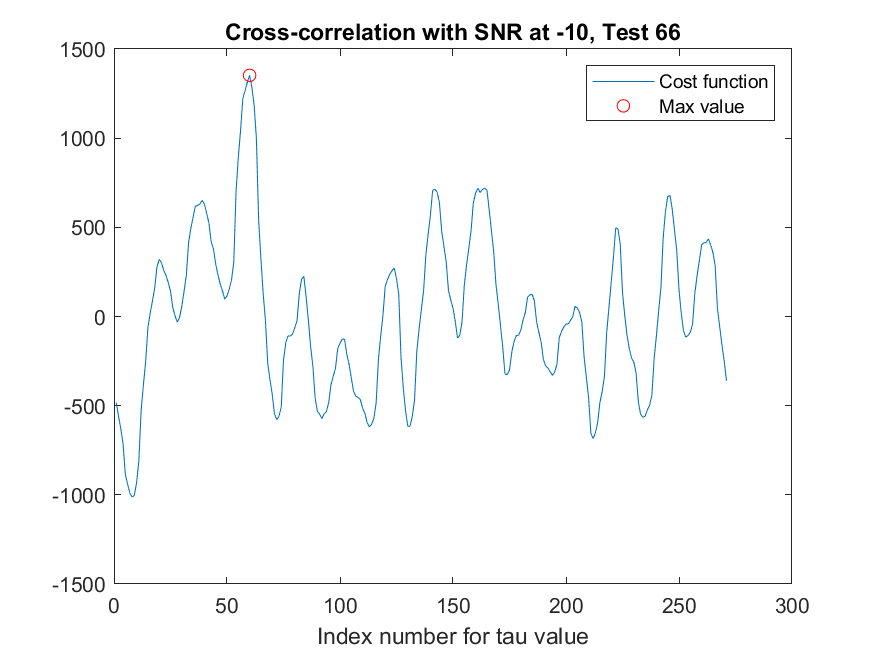 Cross-correlation with SNR at -10, Test 66
1500
1000
500
0
-500
-1000
-1500
Cost function
Max value
0 50 100 150 200 250 300
Index number for tau value